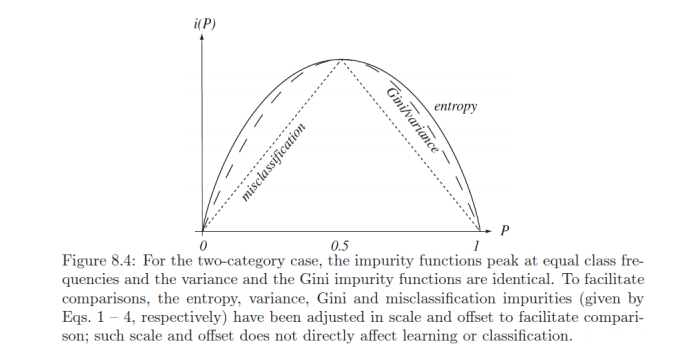 i(P)
entropy
Gini/variance
misclassification
P
0 0.5 1
Figure 8.4: For the two-category case, the impurity functions peak at equal class fre-
quencies and the variance and the Gini impurity functions are identical. To facilitate
comparisons, the entropy, variance, Gini and misclassification impurities (given by
Eqs. 1 – 4, respectively) have been adjusted in scale and offset to facilitate compari-
son; such scale and offset does not directly affect learning or classification.